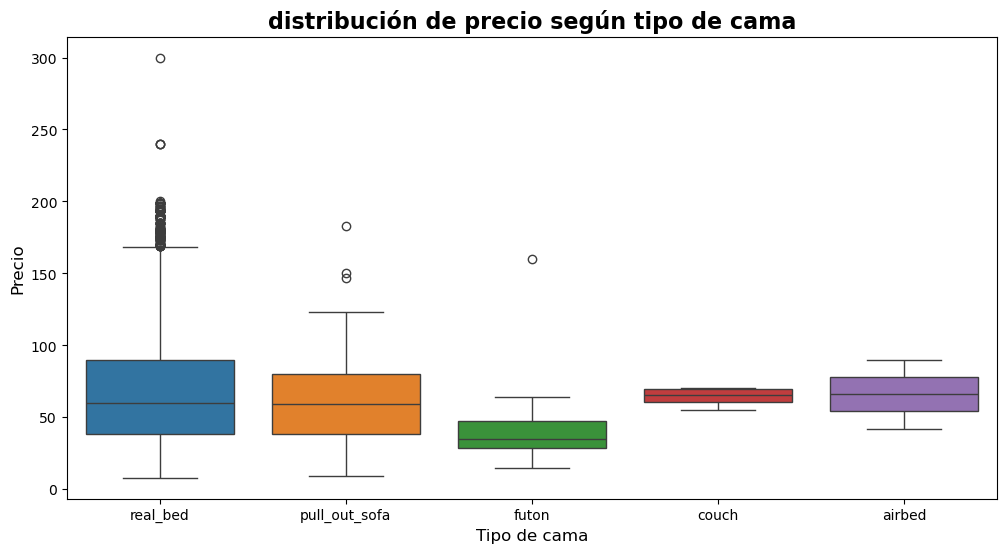 distribución de precio según tipo de cama
300
250
200
150
100
50
0
Precio
real_bed pull_out_sofa futon couch airbed
Tipo de cama